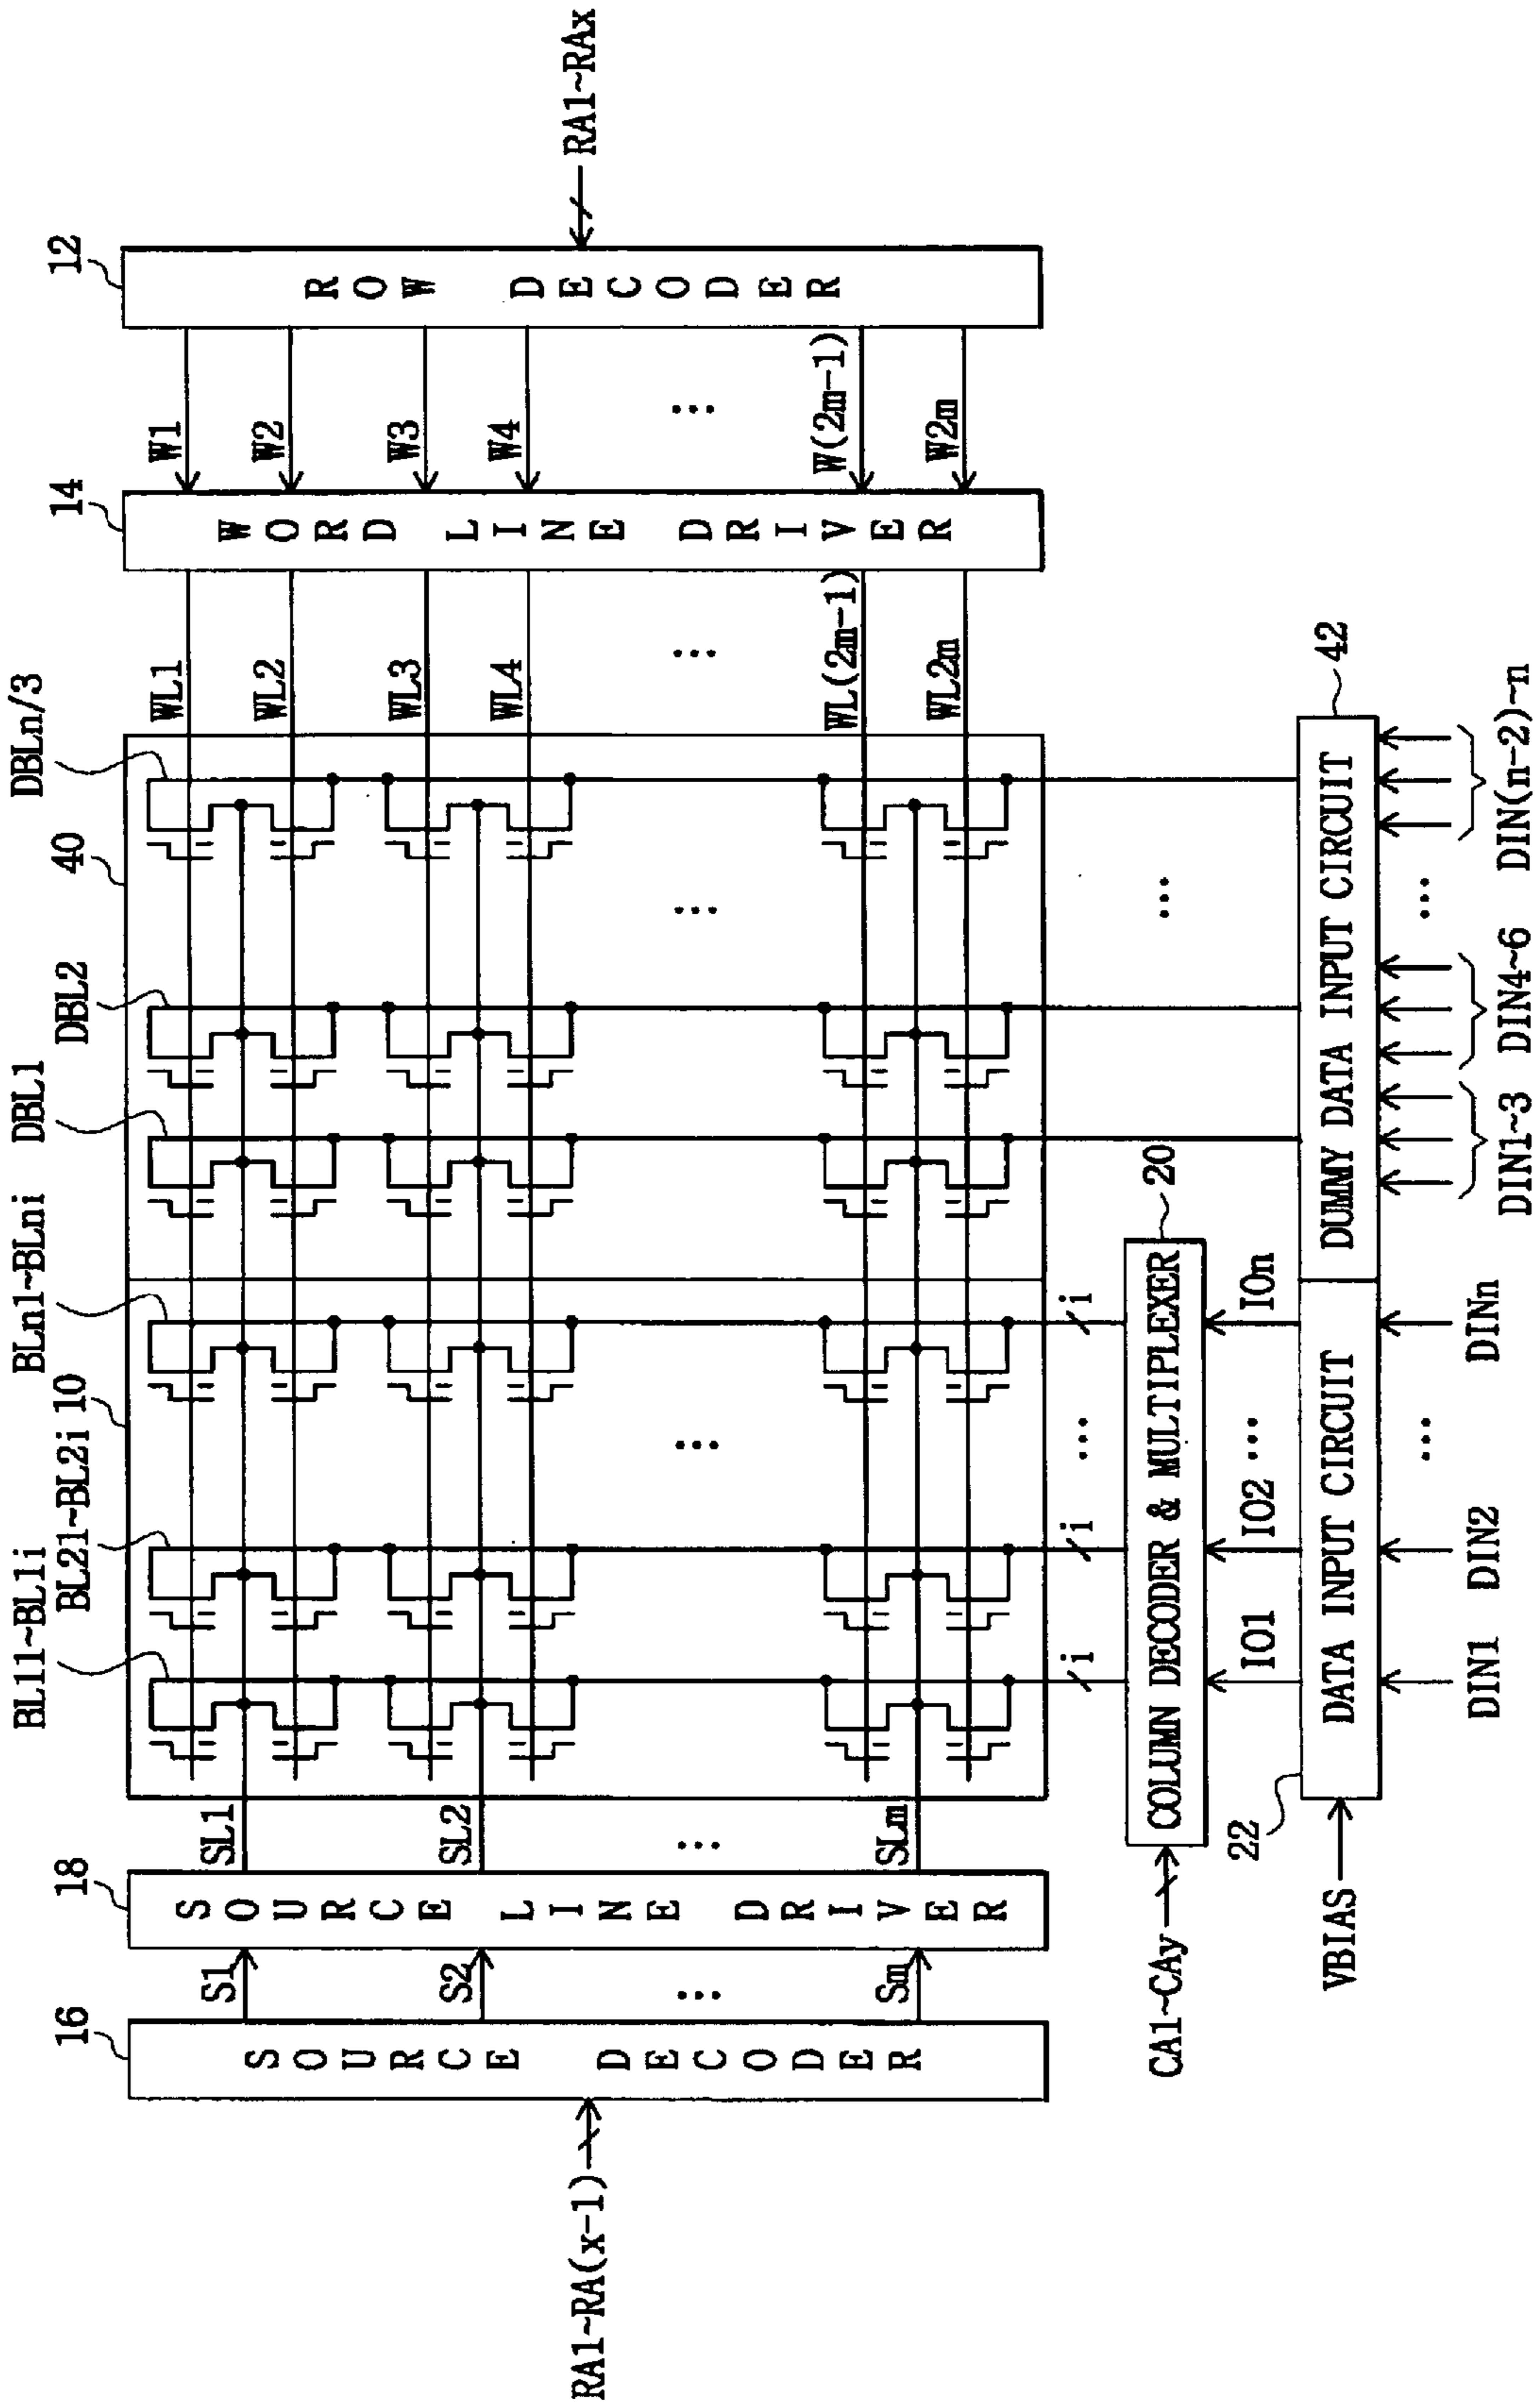 12
ROW DECODER
RA1~RAx
W1
W2
W3
W4
...
W(2m-1)
W2m
14
WORD LINE DRIVER
WL1
WL2
WL3
WL4
...
WL(2m-1)
WL2m
DBLn/3
40
DBL2
DBL1
BLn1~BLni
10
BL21~BL2i
BL11~BL1i
...
...
SL1
SL2
...
SLm
18
SOURCE LINE DRIVER
S1
S2
...
Sm
16
SOURCE DECODER
RA1~RA(x-1)
i
i
...
i
...
20
COLUMN DECODER & MULTIPLEXER
CA1~CAy
IO1
IO2
...
IOn
22
DATA INPUT CIRCUIT
42
DUMMY DATA INPUT CIRCUIT
VBIAS
DIN1
DIN2
...
DINn
DIN1~3
DIN4~6
...
DIN(n-2)~n